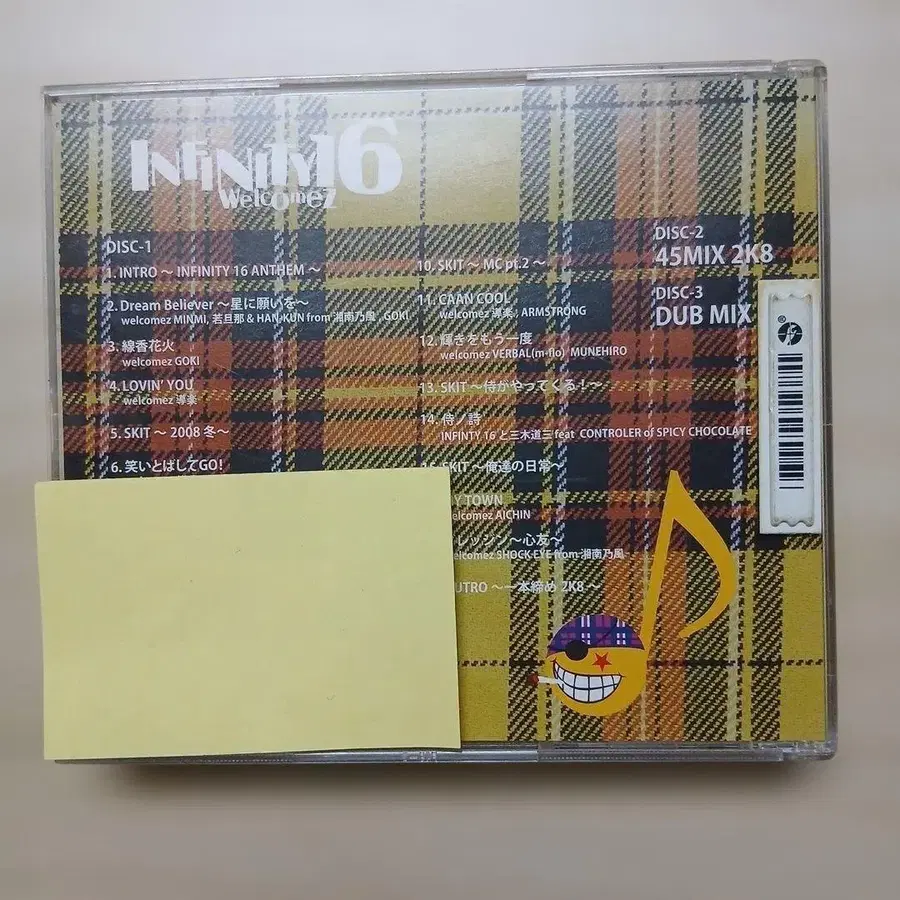 INFINITY16
welcomez
DISC-1
1. INTRO ～ INFINITY 16 ANTHEM ～
2. Dream Believer ～星に願いを～
welcomez MINMI, 若旦那 & HAN-KUN from 湘南乃風 , GOKI
3. 線香花火
welcomez GOKI
4. LOVIN' YOU
welcomez 導楽
5. SKIT ～ 2008 冬～
6. 笑いとばしてGO!
10. SKIT ～ MC pt.2 ～
11. CAAN COOL
welcomez 導楽 , ARMSTRONG
12. 輝きをもう一度
welcomez VERBAL(m-flo) MUNEHIRO
13. SKIT ～侍がやってくる！～
14. 侍ノ詩
INFINTY 16 と三木道三 feat CONTROLER of SPICY CHOCOLATE
SKIT ～俺達の日常～
Y TOWN
elcomez AICHIN
レッジン～心友～
elcomez SHOCK EYE from 湘南乃風
UTRO ～一本締め 2K8 ～
DISC-2
45MIX 2K8
DISC-3
DUB MIX